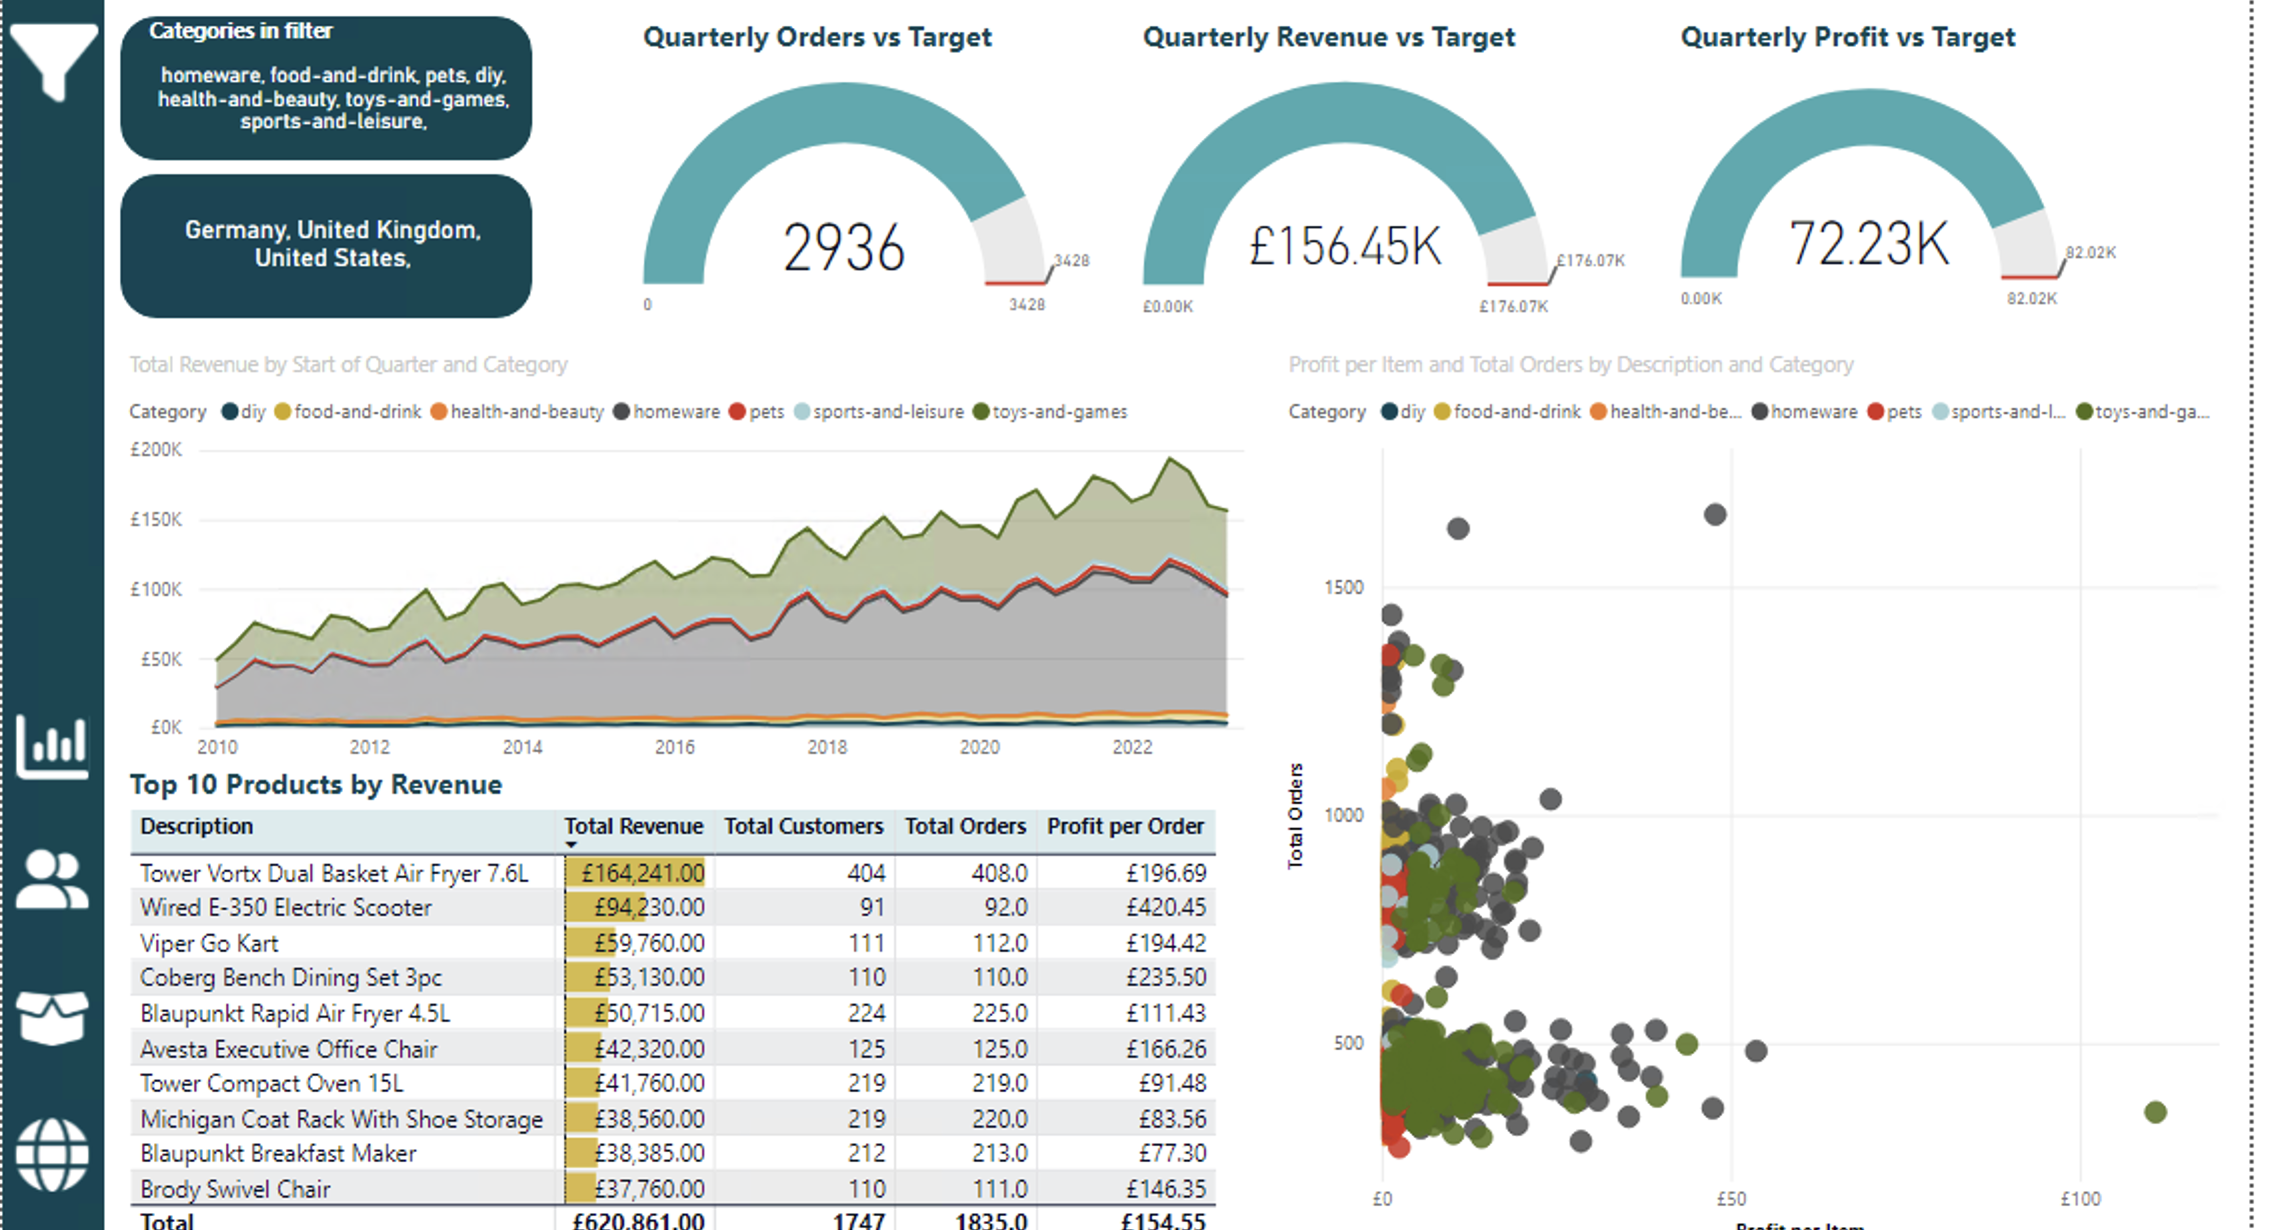 Categories in filter
homeware, food-and-drink, pets, diy,
health-and-beauty, toys-and-games,
sports-and-leisure,
Germany, United Kingdom,
United States,
Quarterly Orders vs Target
2936
0
3428
3428
Quarterly Revenue vs Target
£156.45K
£0.00K
£176.07K
£176.07K
Quarterly Profit vs Target
72.23K
0.00K
82.02K
82.02K
Total Revenue by Start of Quarter and Category
Category diy food-and-drink health-and-beauty homeware pets sports-and-leisure toys-and-games
£200K
£150K
£100K
£50K
£0K
2010 2012 2014 2016 2018 2020 2022
Top 10 Products by Revenue
Description Total Revenue Total Customers Total Orders Profit per Order
Tower Vortx Dual Basket Air Fryer 7.6L £164,241.00 404 408.0 £196.69
Wired E-350 Electric Scooter £94,230.00 91 92.0 £420.45
Viper Go Kart £59,760.00 111 112.0 £194.42
Coberg Bench Dining Set 3pc £53,130.00 110 110.0 £235.50
Blaupunkt Rapid Air Fryer 4.5L £50,715.00 224 225.0 £111.43
Avesta Executive Office Chair £42,320.00 125 125.0 £166.26
Tower Compact Oven 15L £41,760.00 219 219.0 £91.48
Michigan Coat Rack With Shoe Storage £38,560.00 219 220.0 £83.56
Blaupunkt Breakfast Maker £38,385.00 212 213.0 £77.30
Brody Swivel Chair £37,760.00 110 111.0 £146.35
Total £620,861.00 1747 1835.0 £154.55
Profit per Item and Total Orders by Description and Category
Category diy food-and-drink health-and-be... homeware pets sports-and-l... toys-and-ga...
Total Orders
1500
1000
500
£0 £50 £100
Profit per Item